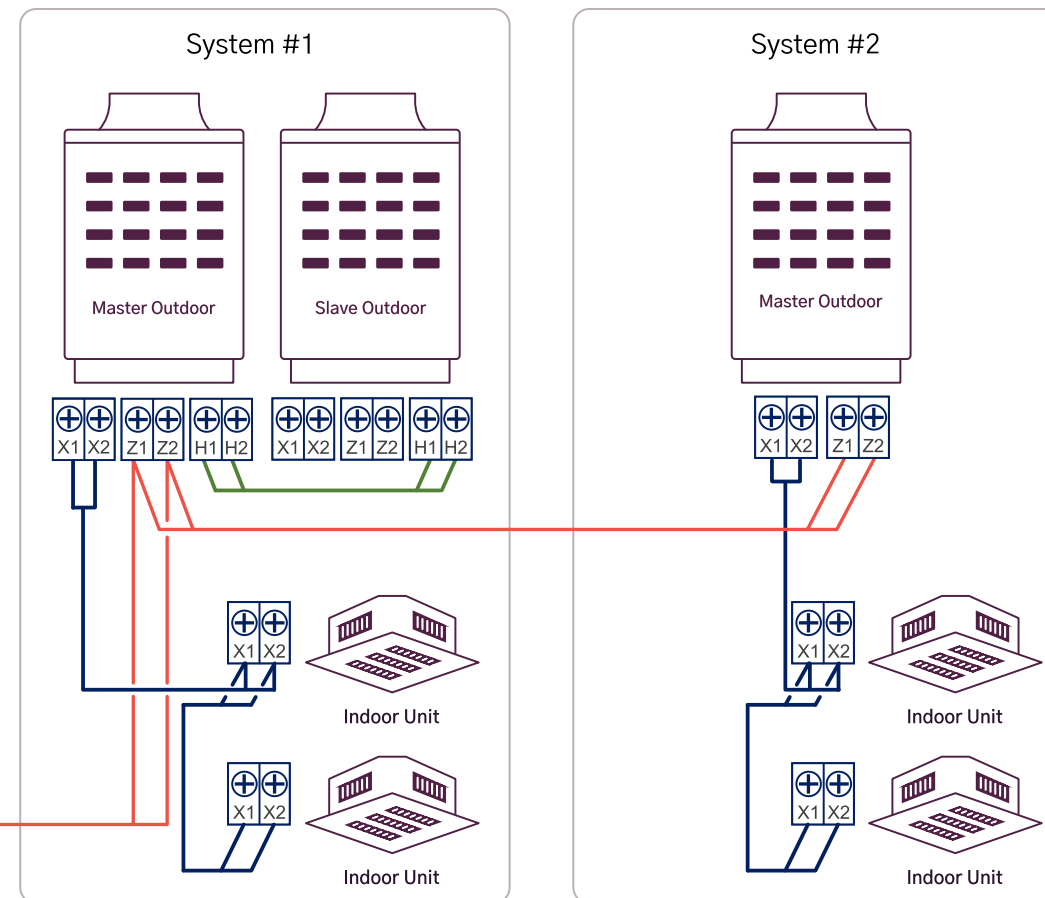 System #1
System #2
Master Outdoor
Slave Outdoor
Master Outdoor
X1 X2 Z1 Z2 H1 H2 X1 X2 Z1 Z2 H1 H2
X1 X2 Z1 Z2
X1 X2
Indoor Unit
X1 X2
Indoor Unit
X1 X2
Indoor Unit
X1 X2
Indoor Unit